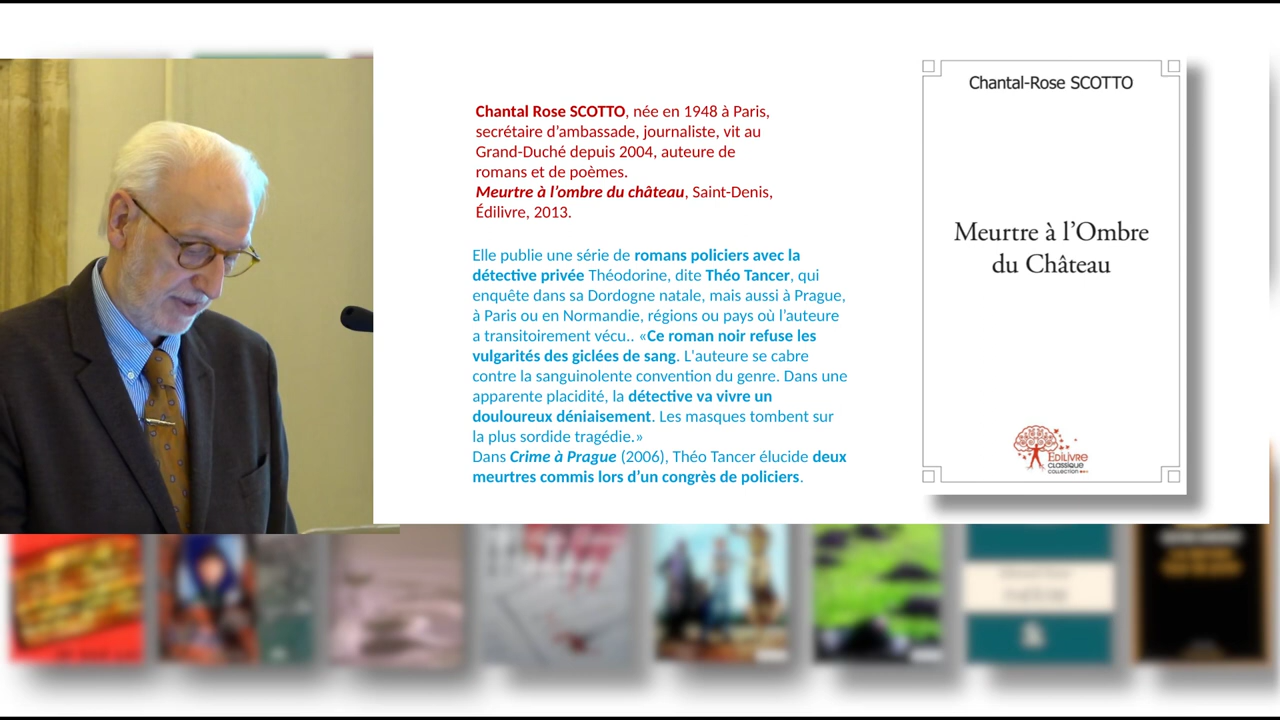 Chantal Rose SCOTTO, née en 1948 à Paris,
secrétaire d'ambassade, journaliste, vit au
Grand-Duché depuis 2004, auteure de
romans et de poèmes.
Meurtre à l'ombre du château, Saint-Denis,
Édilivre, 2013.
Elle publie une série de romans policiers avec la
détective privée Théodorine, dite Théo Tancer, qui
enquête dans sa Dordogne natale, mais aussi à Prague,
à Paris ou en Normandie, régions ou pays où l'auteure
a transitoirement vécu.. «Ce roman noir refuse les
vulgarités des giclées de sang. L'auteure se cabre
contre la sanguinolente convention du genre. Dans une
apparente placidité, la détective va vivre un
douloureux déniaisement. Les masques tombent sur
la plus sordide tragédie.»
Dans Crime à Prague (2006), Théo Tancer élucide deux
meurtres commis lors d'un congrès de policiers.
Chantal-Rose SCOTTO
Meurtre à l'Ombre
du Château
EDILIVRE
classique
COLLECTION